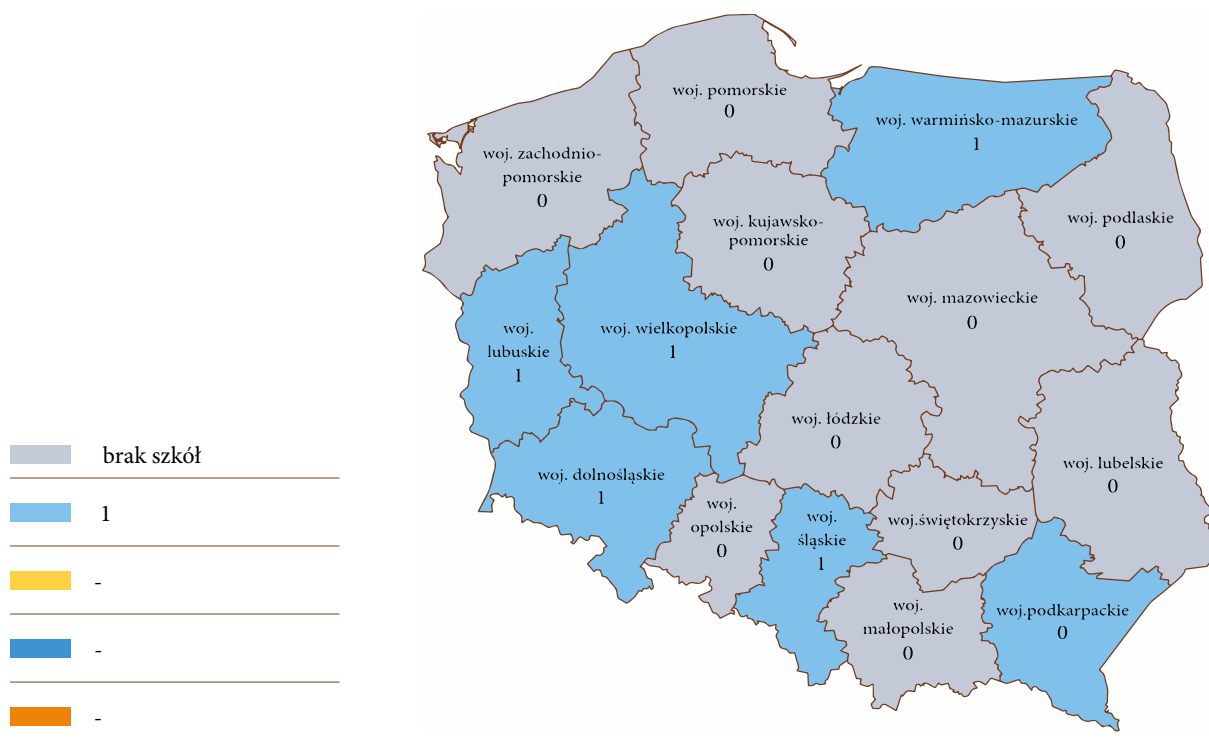 woj. pomorskie
0
woj. warmińsko-mazurskie
1
woj. zachodnio-
pomorskie
0
woj. kujawsko-
pomorskie
0
woj. podlaskie
0
woj. mazowieckie
0
woj.
lubuskie
1
woj. wielkopolskie
1
woj. łódzkie
0
woj. lubelskie
0
woj. dolnośląskie
1
woj.
opolskie
0
woj.
śląskie
1
woj.świętokrzyskie
0
woj.
małopolskie
0
woj.podkarpackie
0
brak szkół
1
-
-
-